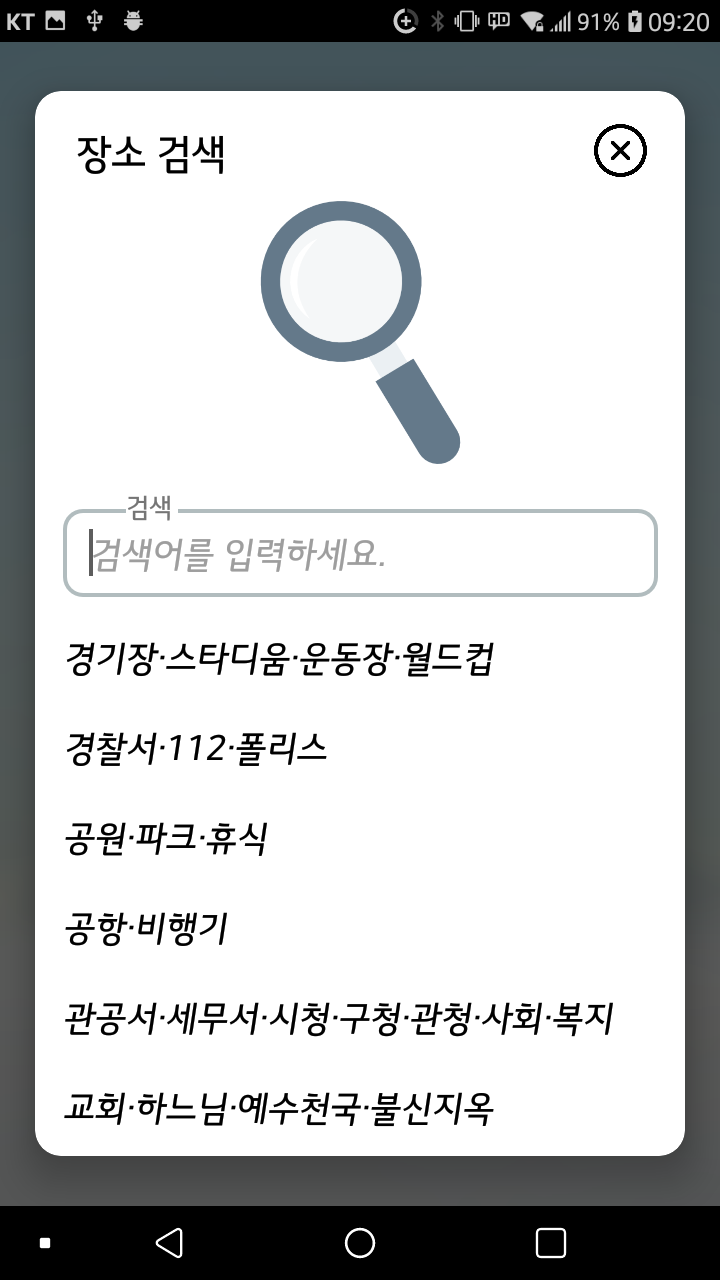 KT 91% 09:20
장소 검색
검색
검색어를 입력하세요.
경기장·스타디움·운동장·월드컵
경찰서·112·폴리스
공원·파크·휴식
공항·비행기
관공서·세무서·시청·구청·관청·사회·복지
교회·하느님·예수천국·불신지옥